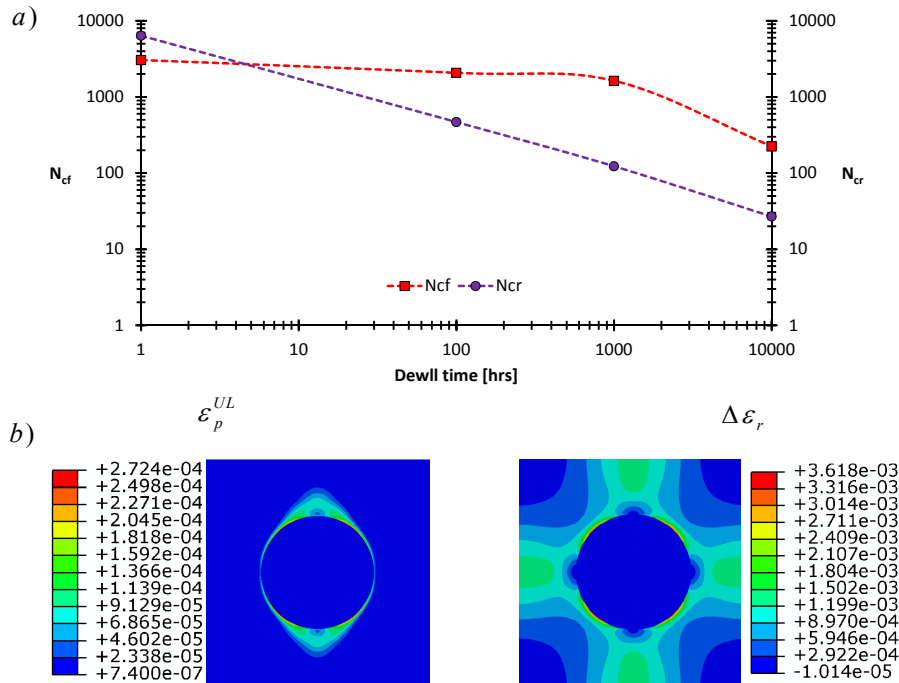 a)
10000
1000
100
10
1
N_cf
10000
1000
100
10
1
N_cr
Ncf
Ncr
1
10
100
1000
10000
Dewll time [hrs]
b)
ε_p^UL
+2.724e-04
+2.498e-04
+2.271e-04
+2.045e-04
+1.818e-04
+1.592e-04
+1.366e-04
+1.139e-04
+9.129e-05
+6.865e-05
+4.602e-05
+2.338e-05
+7.400e-07
Δε_r
+3.618e-03
+3.316e-03
+3.014e-03
+2.711e-03
+2.409e-03
+2.107e-03
+1.804e-03
+1.502e-03
+1.199e-03
+8.970e-04
+5.946e-04
+2.922e-04
-1.014e-05